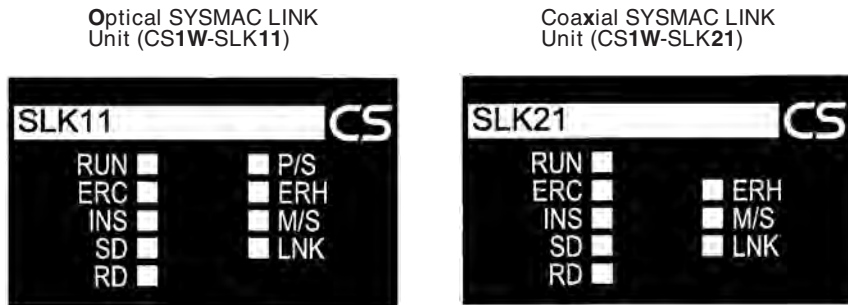 Optical SYSMAC LINK
Unit (CS1W-SLK11)
SLK11 CS
RUN P/S
ERC ERH
INS M/S
SD LNK
RD
Coaxial SYSMAC LINK
Unit (CS1W-SLK21)
SLK21 CS
RUN
ERC ERH
INS M/S
SD LNK
RD